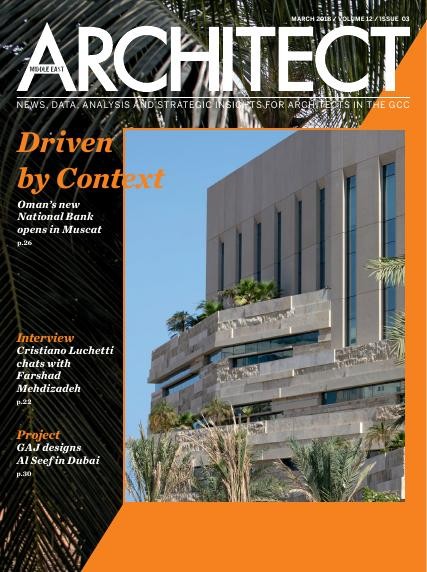 MARCH 2018 / VOLUME 12 / ISSUE 03
ARCHITECT
MIDDLE EAST
NEWS, DATA, ANALYSIS AND STRATEGIC INSIGHTS FOR ARCHITECTS IN THE GCC
Driven
by Context
Oman's new
National Bank
opens in Muscat
p.26
Interview
Cristiano Luchetti
chats with
Farshad
Mehdizadeh
p.22
Project
GAJ designs
Al Seef in Dubai
p.30